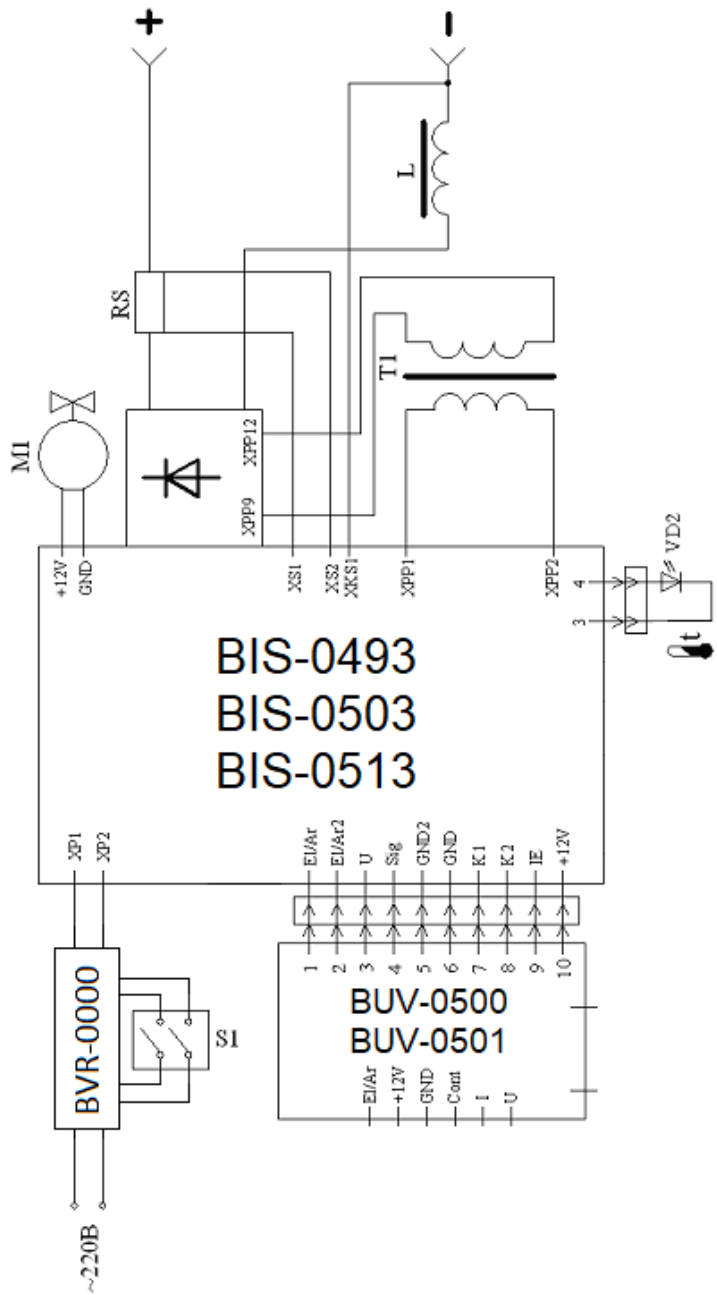 +
-
L
RS
T1
M1
XPP12
XPP9
+12V
GND
XS1
XS2
XKS1
XPP1
XPP2
4
3
VD2
t
BIS-0493
BIS-0503
BIS-0513
XP1
XP2
El/Ar
El/Ar2
U
Sig
GND2
GND
K1
K2
IE
+12V
1
2
3
4
5
6
7
8
9
10
BVR-0000
S1
BUV-0500
BUV-0501
El/Ar
+12V
GND
Cont
I
U
~220В